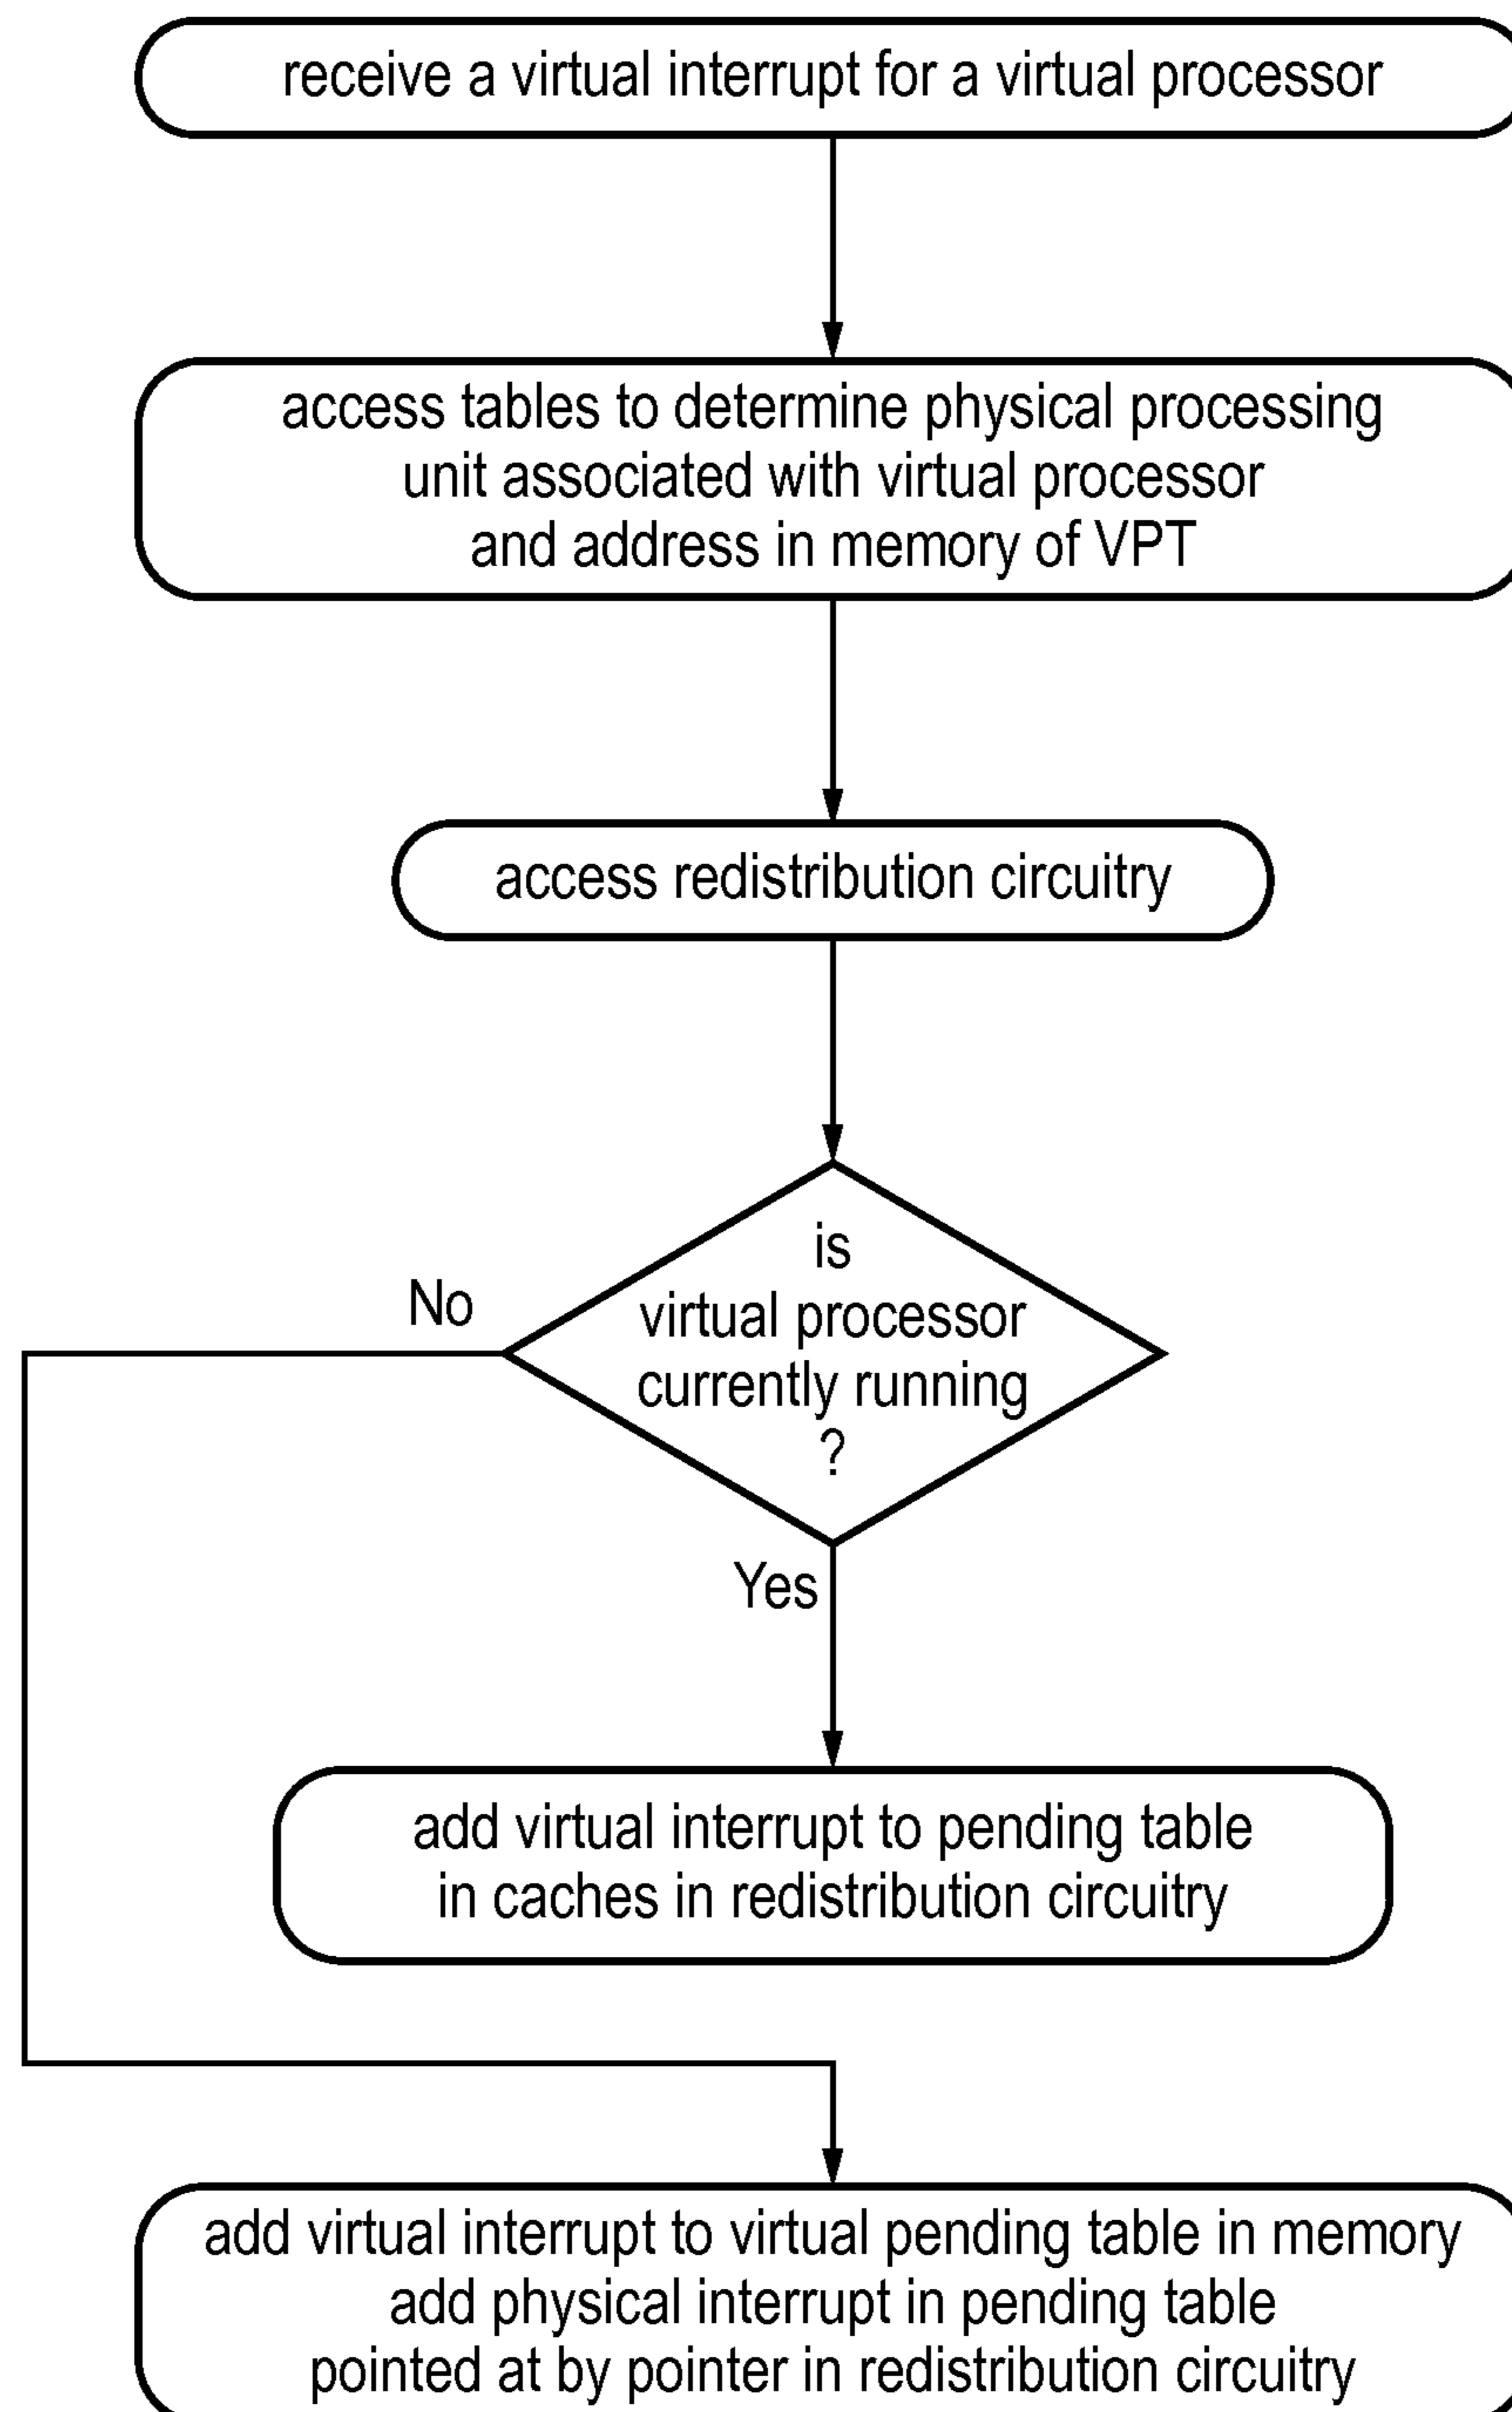 receive a virtual interrupt for a virtual processor
access tables to determine physical processing
unit associated with virtual processor
and address in memory of VPT
access redistribution circuitry
is
virtual processor
currently running
?
No
Yes
add virtual interrupt to pending table
in caches in redistribution circuitry
add virtual interrupt to virtual pending table in memory
add physical interrupt in pending table
pointed at by pointer in redistribution circuitry